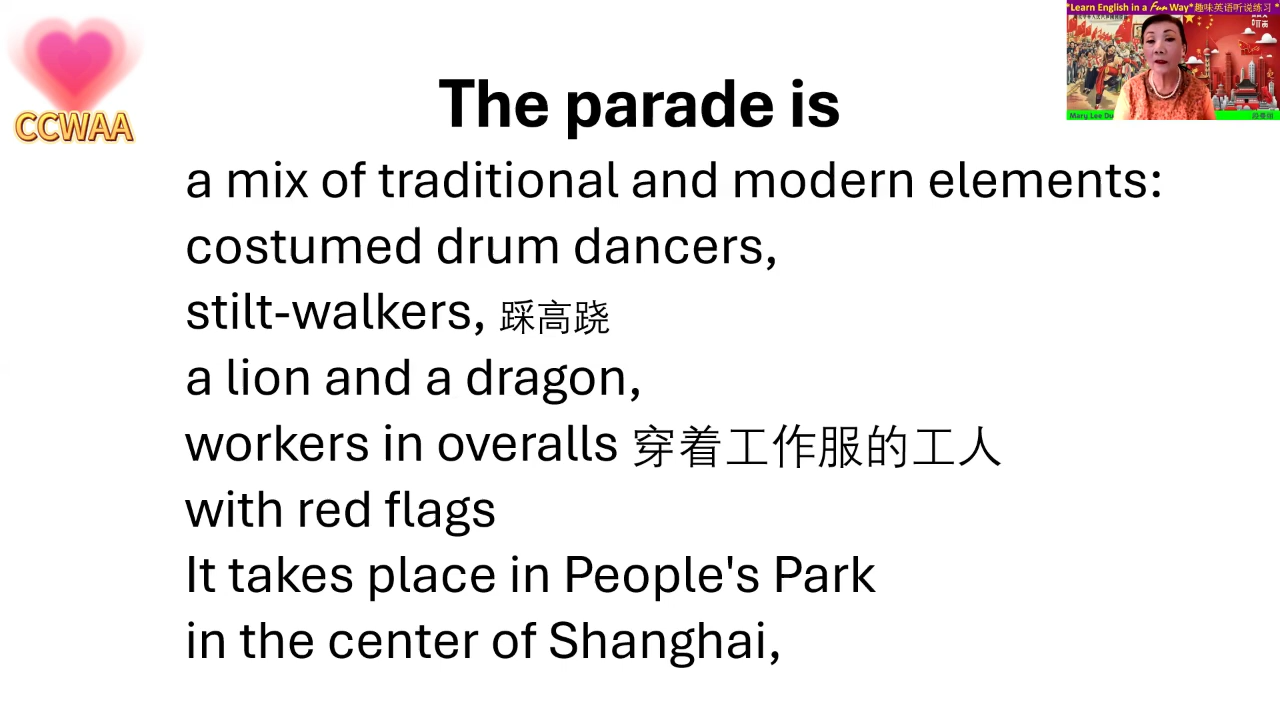 *Learn English in a Fun Way*趣味英语听说练习 *
CCWAA
The parade is
a mix of traditional and modern elements:
costumed drum dancers,
stilt-walkers, 踩高跷
a lion and a dragon,
workers in overalls 穿着工作服的工人
with red flags
It takes place in People's Park
in the center of Shanghai,
Mary Lee Du